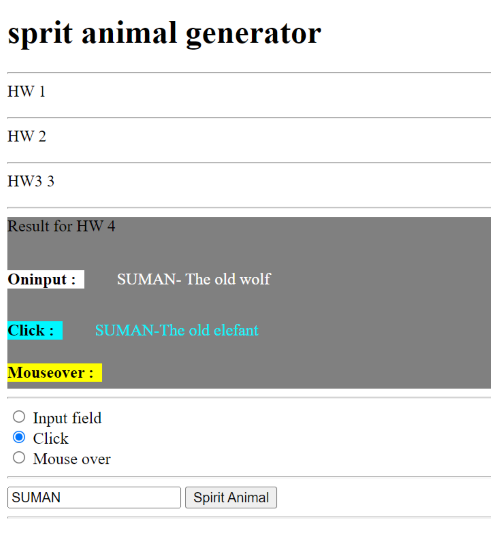 sprit animal generator
HW 1
HW 2
HW3 3
Result for HW 4
Oninput : SUMAN- The old wolf
Click : SUMAN-The old elefant
Mouseover :
Input field
Click
Mouse over
SUMAN Spirit Animal